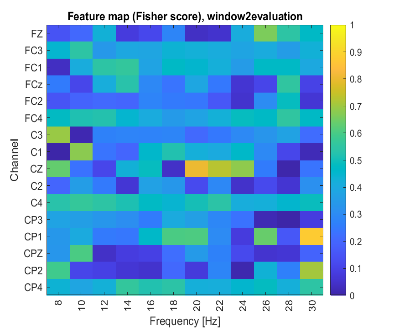 Feature map (Fisher score), window2evaluation
FZ
FC3
FC1
FCz
FC2
FC4
C3
C1
CZ
C2
C4
CP3
CP1
CPZ
CP2
CP4
Channel
8 10 12 14 16 18 20 22 24 26 28 30
Frequency [Hz]
1
0.9
0.8
0.7
0.6
0.5
0.4
0.3
0.2
0.1
0